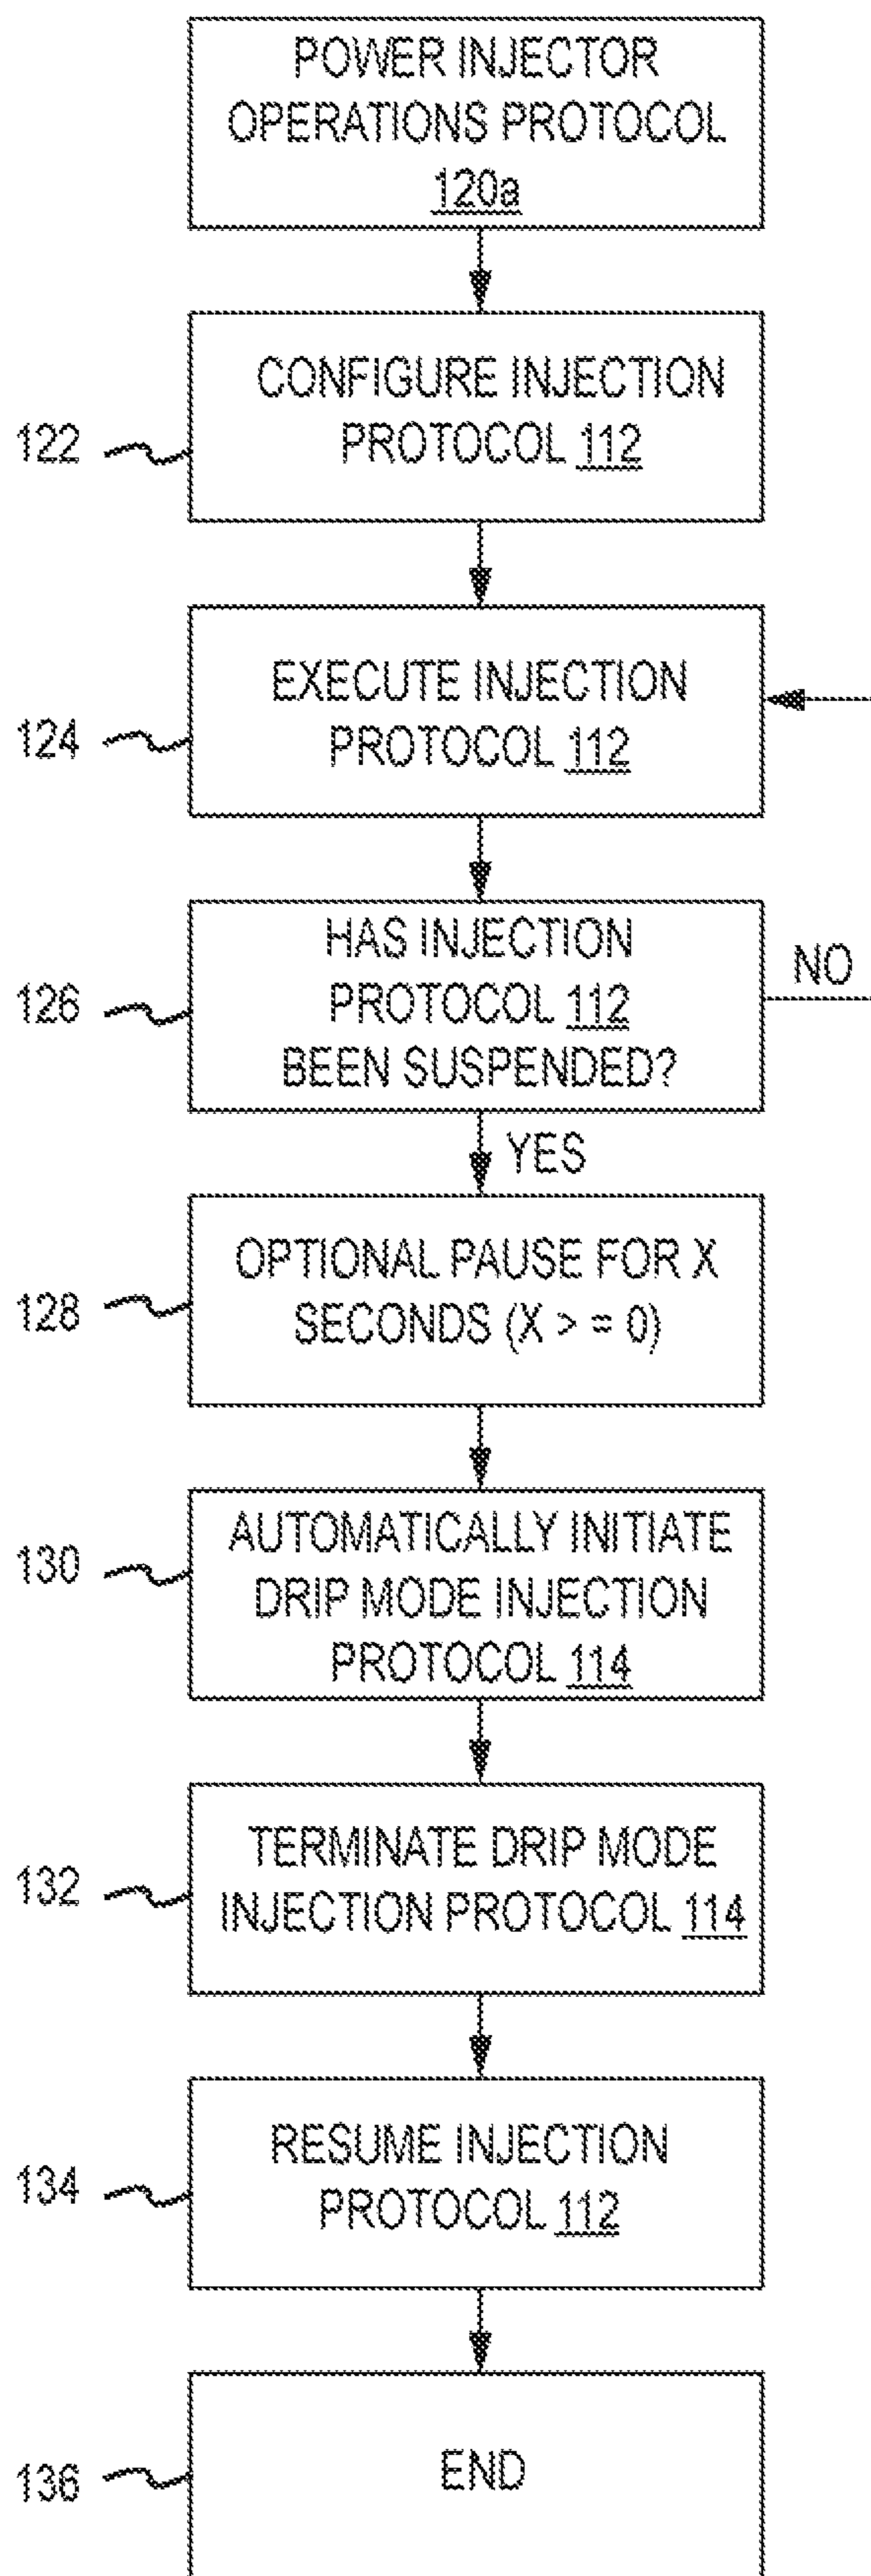 POWER INJECTOR
OPERATIONS PROTOCOL
120a
CONFIGURE INJECTION
PROTOCOL 112
122
EXECUTE INJECTION
PROTOCOL 112
124
HAS INJECTION
PROTOCOL 112
BEEN SUSPENDED?
NO
126
YES
OPTIONAL PAUSE FOR X
SECONDS (X > = 0)
128
AUTOMATICALLY INITIATE
DRIP MODE INJECTION
PROTOCOL 114
130
TERMINATE DRIP MODE
INJECTION PROTOCOL 114
132
RESUME INJECTION
PROTOCOL 112
134
END
136